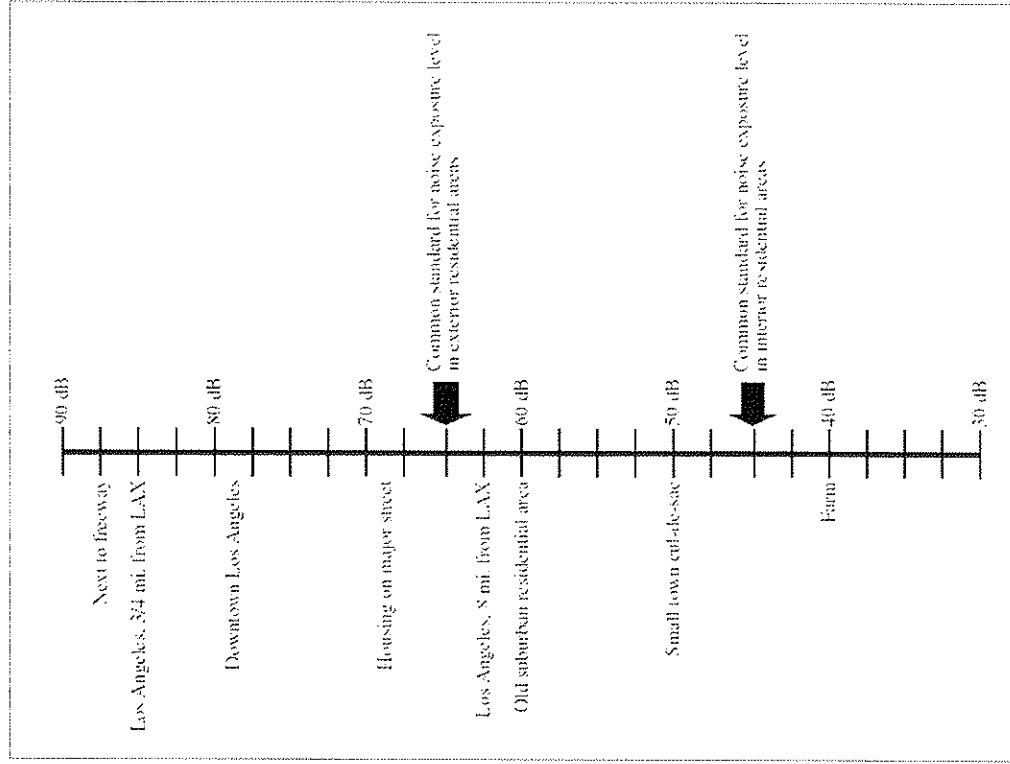 90 dB
80 dB
70 dB
60 dB
50 dB
40 dB
30 dB
Next to freeway
Los Angeles, 3/4 mi. from LAX
Downtown Los Angeles
Housing on major street
Los Angeles, 8 mi. from LAX
Old suburban residential area
Small town cul-de-sac
Farm
Common standard for noise exposure level
in exterior residential areas
Common standard for noise exposure level
in interior residential areas